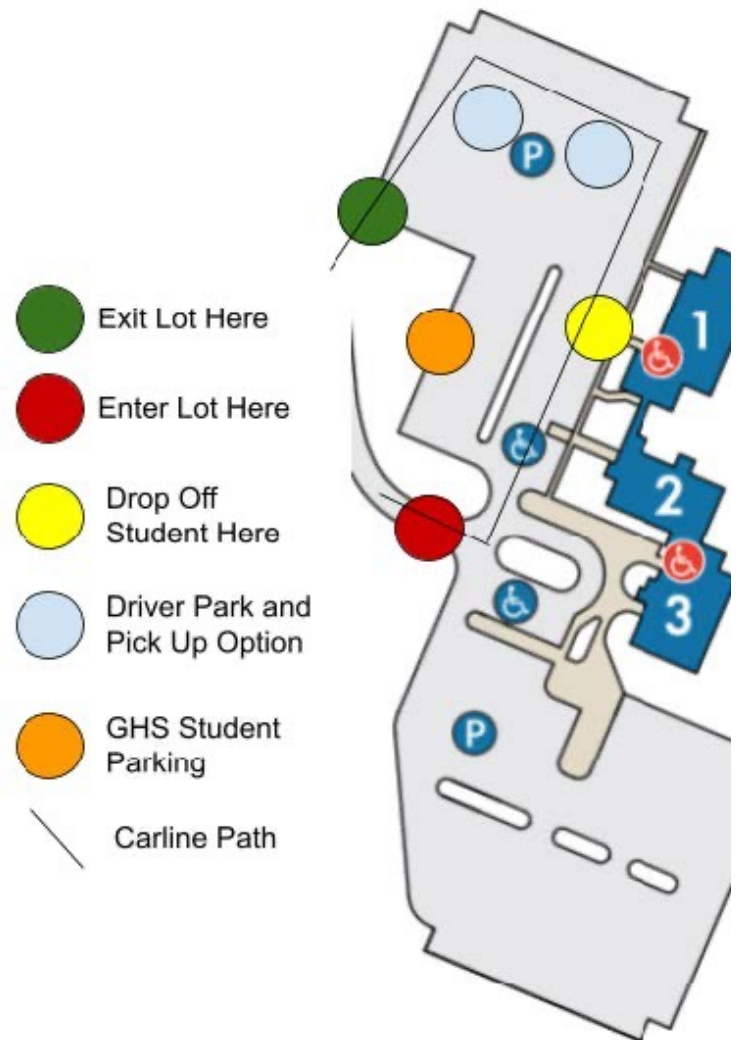 P
1
Exit Lot Here
Enter Lot Here
2
Drop Off
Student Here
Driver Park and
Pick Up Option
3
GHS Student
Parking
P
Carline Path